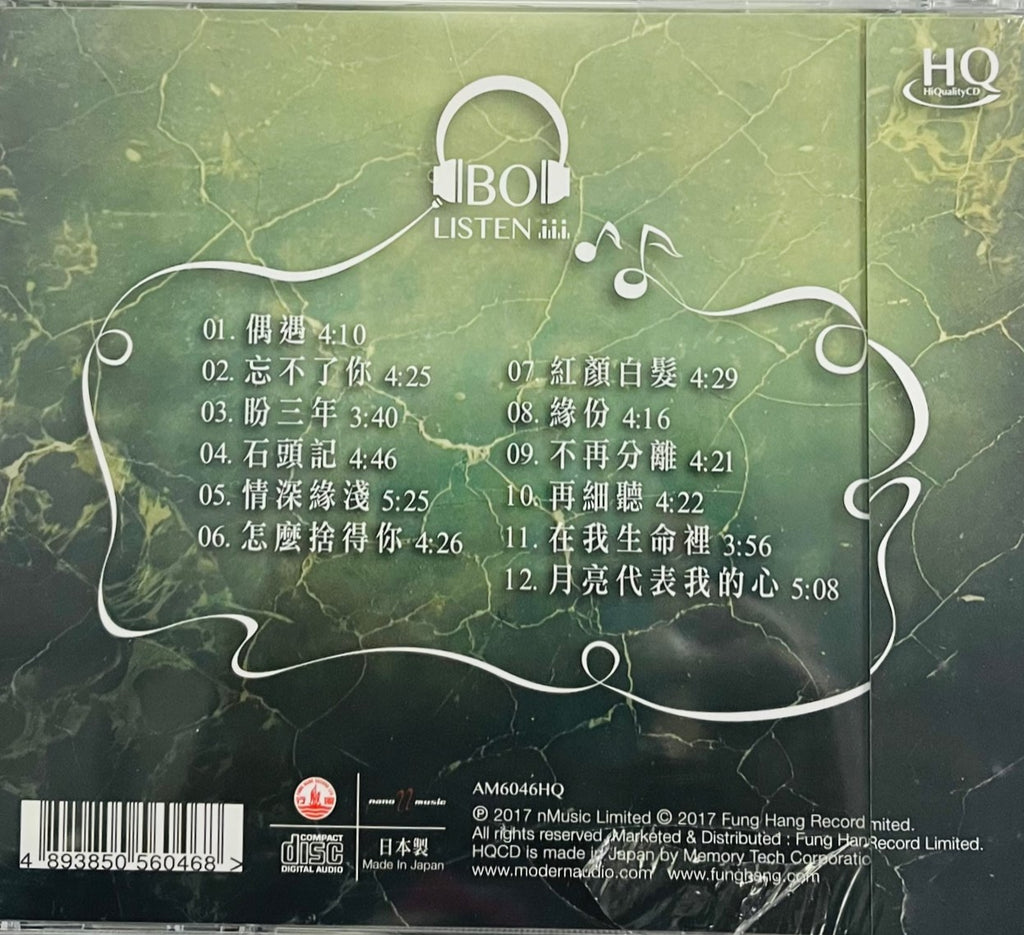 HQ
HiQualityCD
BO
LISTEN
01. 偶遇 4:10
02. 忘不了你 4:25
03. 盼三年 3:40
04. 石頭記 4:46
05. 情深緣淺 5:25
06. 怎麼捨得你 4:26
07. 紅顏白髮 4:29
08. 緣份 4:16
09. 不再分離 4:21
10. 再細聽 4:22
11. 在我生命裡 3:56
12. 月亮代表我的心 5:08
4 893850 560468 >
nano n music
COMPACT
disc
DIGITAL AUDIO
日本製
Made In Japan
AM6046HQ
℗ 2017 nMusic Limited © 2017 Fung Hang Record mited.
All rights reserved. Marketed & Distributed : Fung Han Record Limited.
HQCD is made in Japan by Memory Tech Corporatio
www.modernaudio.com www.funghang.com